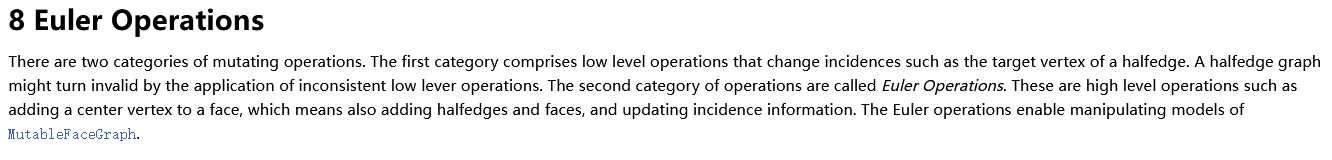 8 Euler Operations
There are two categories of mutating operations. The first category comprises low level operations that change incidences such as the target vertex of a halfedge. A halfedge graph
might turn invalid by the application of inconsistent low lever operations. The second category of operations are called Euler Operations. These are high level operations such as
adding a center vertex to a face, which means also adding halfedges and faces, and updating incidence information. The Euler operations enable manipulating models of
MutableFaceGraph.